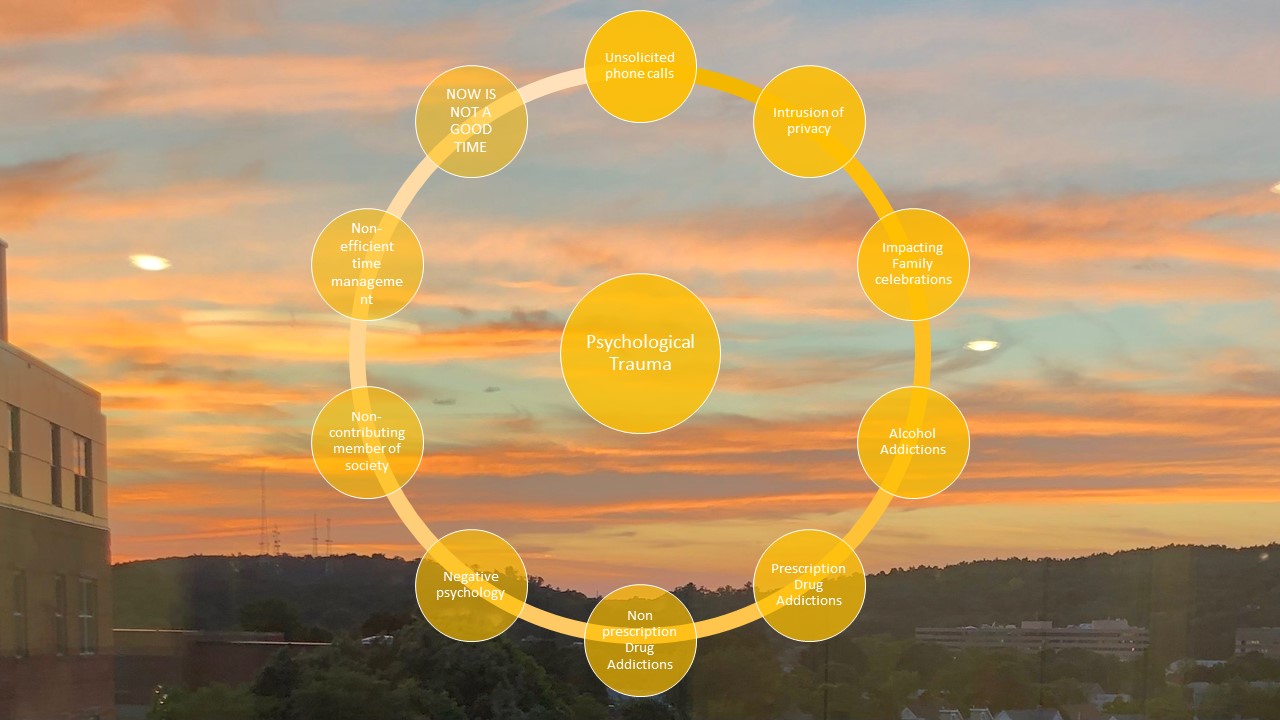 Unsolicited
phone calls
Intrusion of
privacy
Impacting
Family
celebrations
Alcohol
Addictions
Prescription
Drug
Addictions
Non
prescription
Drug
Addictions
Negative
psychology
Non-
contributing
member of
society
Non-
efficient
time
manageme
nt
NOW IS
NOT A
GOOD
TIME
Psychological
Trauma